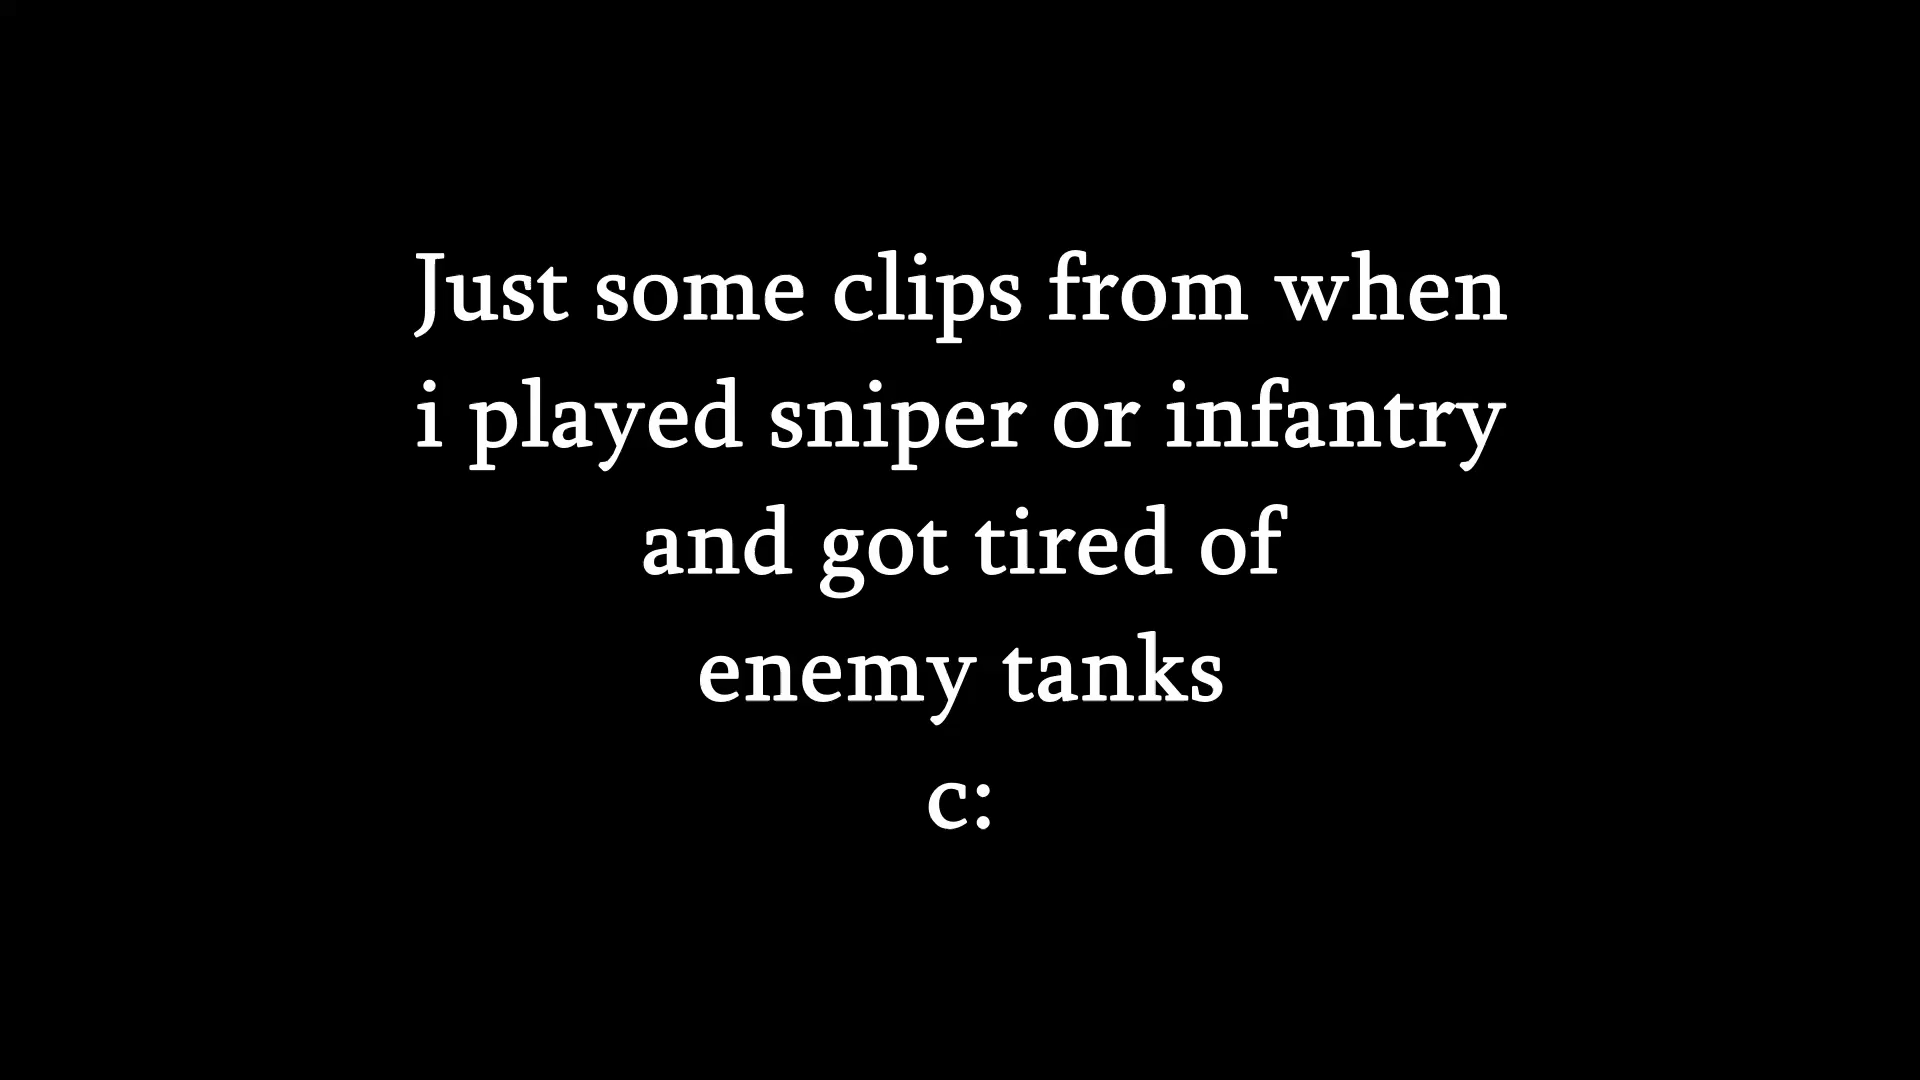 Just some clips from when
i played sniper or infantry
and got tired of
enemy tanks
c: